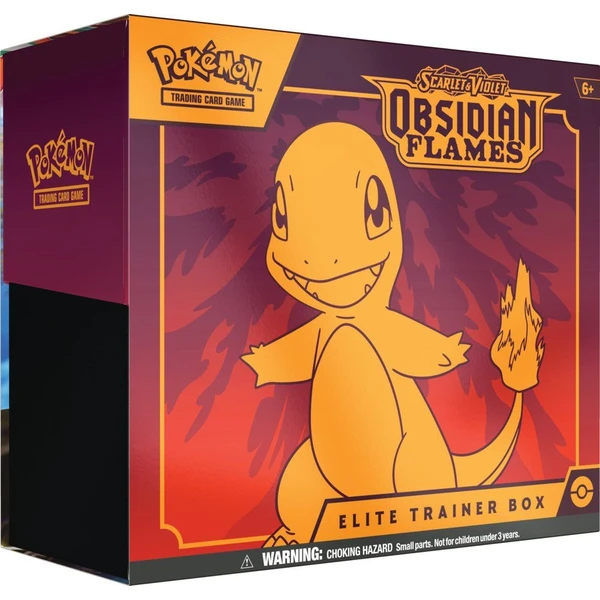 POKéMON
TRADING CARD GAME
™
SCARLET & VIOLET
OBSIDIAN
FLAMES
6+
POKéMON
TRADING CARD GAME
ELITE TRAINER BOX
WARNING: CHOKING HAZARD Small parts. Not for children under 3 years.